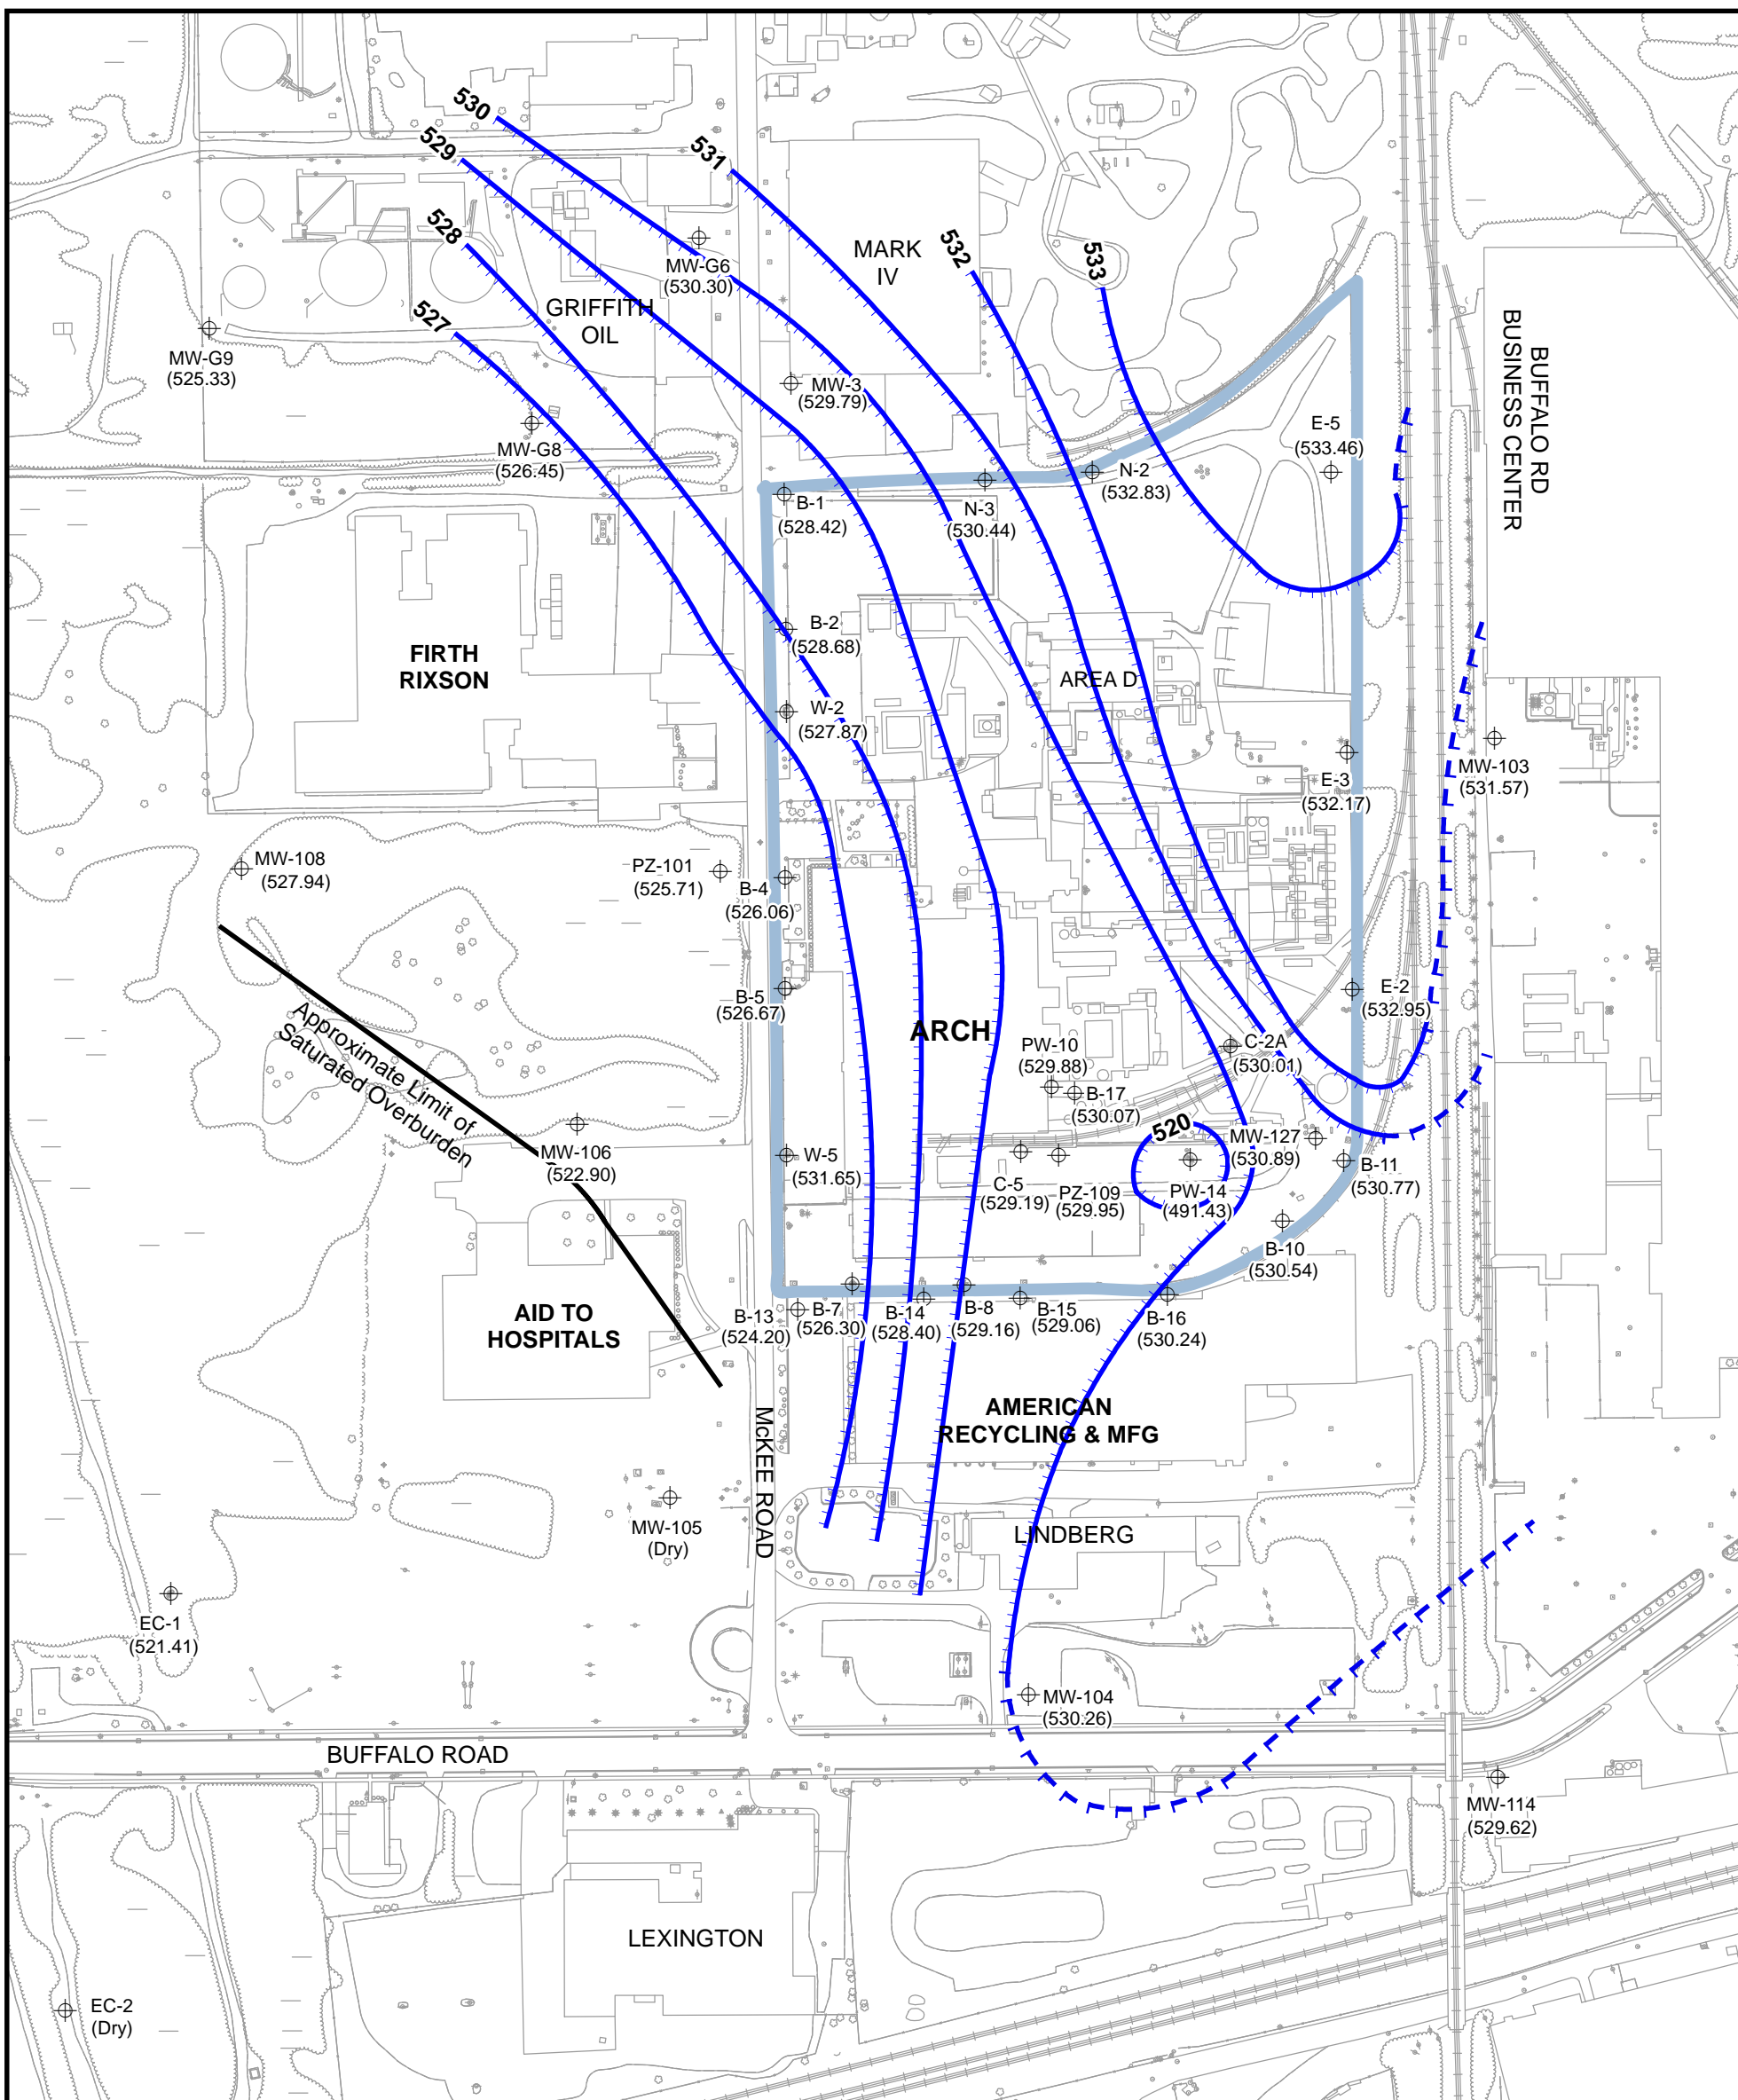 530
529
531
528
532
533
527
MARK
IV
MW-G6
(530.30)
GRIFFITH
OIL
MW-G9
(525.33)
MW-3
(529.79)
BUFFALO RD
BUSINESS CENTER
MW-G8
(526.45)
E-5
(533.46)
N-2
(532.83)
B-1
(528.42)
N-3
(530.44)
B-2
(528.68)
FIRTH
RIXSON
AREA D
W-2
(527.87)
E-3
(532.17)
MW-103
(531.57)
MW-108
(527.94)
PZ-101
(525.71)
B-4
(526.06)
B-5
(526.67)
E-2
(532.95)
ARCH
Approximate Limit of
Saturated Overburden
PW-10
(529.88)
C-2A
(530.01)
B-17
(530.07)
520
MW-127
(530.89)
MW-106
(522.90)
W-5
(531.65)
C-5
(529.19)
PZ-109
(529.95)
PW-14
(491.43)
B-11
(530.77)
B-10
(530.54)
AID TO
HOSPITALS
B-13
(524.20)
B-7
(526.30)
B-14
(528.40)
B-8
(529.16)
B-15
(529.06)
B-16
(530.24)
AMERICAN
RECYCLING & MFG
McKEE ROAD
MW-105
(Dry)
LINDBERG
EC-1
(521.41)
MW-104
(530.26)
BUFFALO ROAD
MW-114
(529.62)
LEXINGTON
EC-2
(Dry)